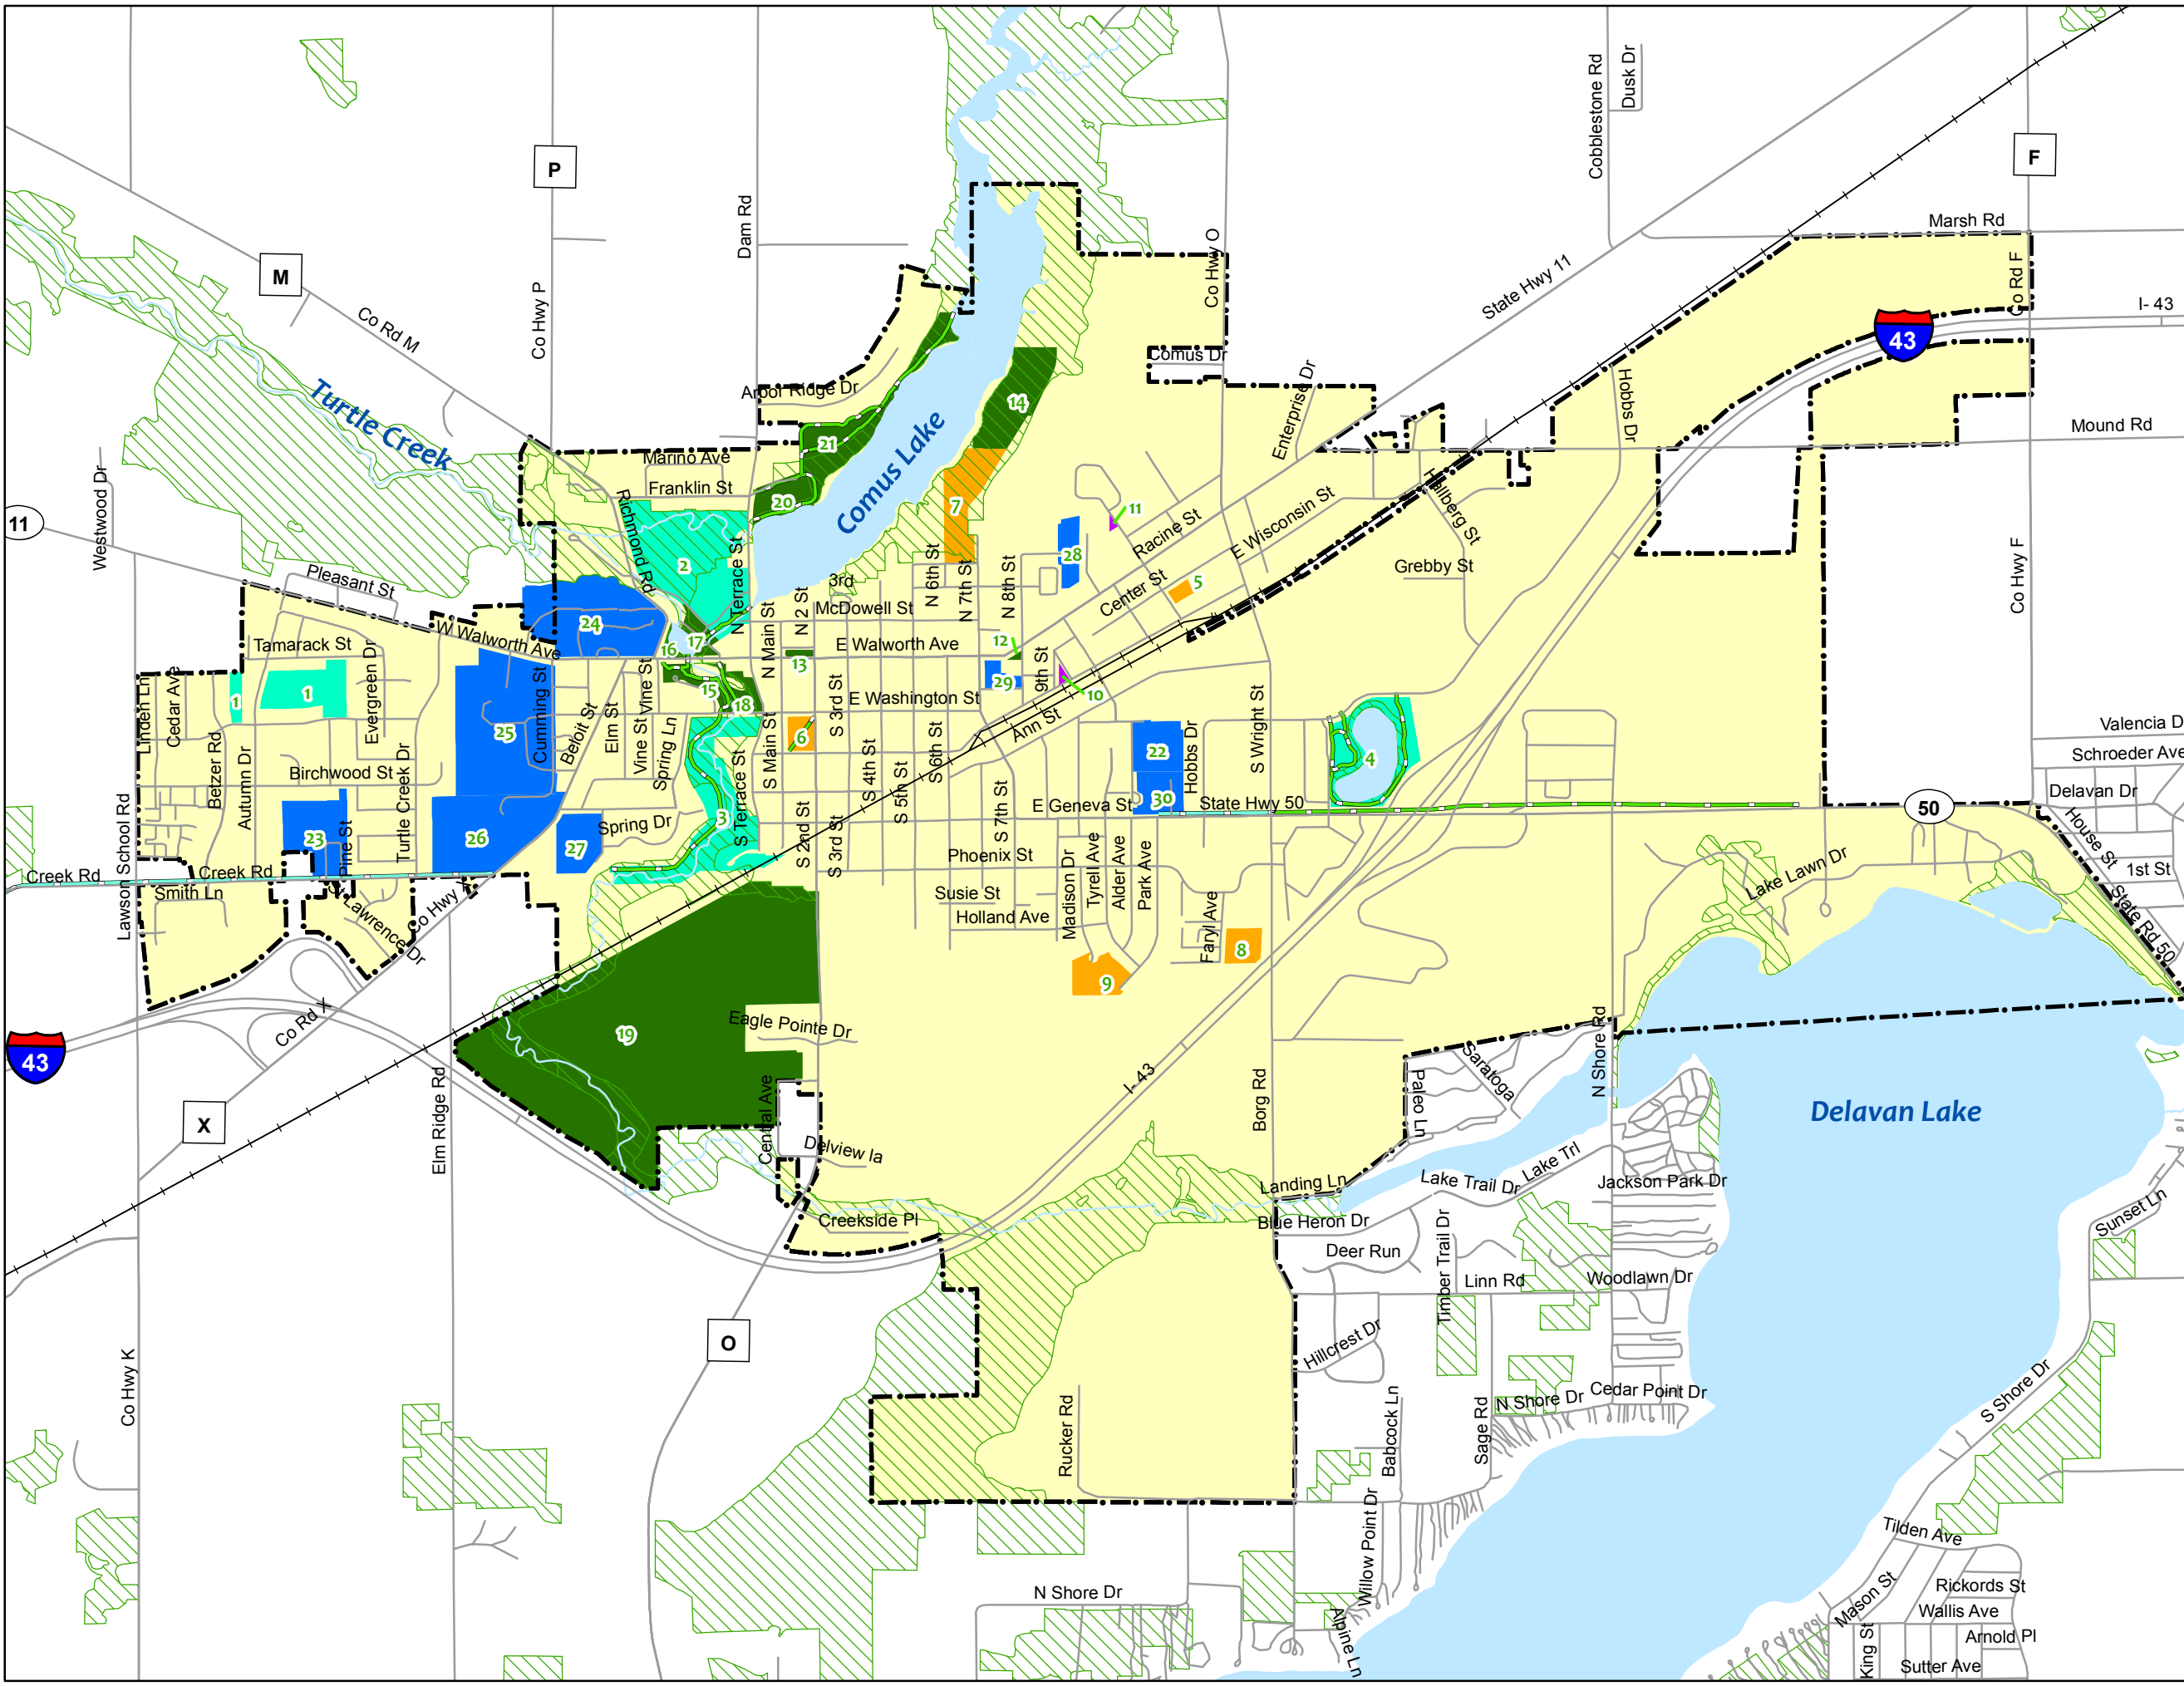 Cobblestone Rd
Dusk Dr
P
F
Dam Rd
Marsh Rd
M
Co Hwy O
State Hwy 11
Co Rd F
I- 43
Co Rd M
Co Hwy P
43
Comus Dr
Arbor Ridge Dr
Enterprise Dr
Hobbs Dr
Turtle Creek
14
21
Comus Lake
Mound Rd
Marino Ave
Franklin St
20
Richmond Rd
7
11
Westwood Dr
11
Racine St
E Wisconsin St
Hallberg St
28
2
N Terrace St
Pleasant St
3rd
N 6th St
N 7th St
N 8th St
Center St
5
Grebby St
Co Hwy F
McDowell St
N 2 St
N Main St
24
W Walworth Ave
Tamarack St
16
17
13
E Walworth Ave
12
29
9th St
10
Linden Ln
Cedar Ave
1
1
Evergreen Dr
Cumming St
Vine St
15
18
E Washington St
S 3rd St
Ann St
25
Beloit St
Elm St
Vine St
Spring Ln
6
S Main St
S 6th St
22
Hobbs Dr
S Wright St
4
Valencia D
Schroeder Ave
Betzer Rd
Autumn Dr
Birchwood St
Turtle Creek Dr
S Terrace St
S 4th St
S 5th St
30
E Geneva St
State Hwy 50
50
Delavan Dr
Lawson School Rd
23
Pine St
26
27
Spring Dr
3
S 2nd St
S 3rd St
S 7th St
Phoenix St
Madison Dr
Tyrell Ave
Alder Ave
Park Ave
House St
1st St
Lake Lawn Dr
Creek Rd
Creek Rd
Smith Ln
Lawrence Dr
Co Hwy X
Susie St
Holland Ave
Faryl Ave
8
State Rd 50
9
Co Rd X
43
19
Eagle Pointe Dr
N Shore Rd
Saratoga
I- 43
Elm Ridge Rd
Central Ave
Borg Rd
Paleo Ln
Delavan Lake
X
Delview la
Landing Ln
Lake Trail Dr
Lake Trl
Jackson Park Dr
Creekside Pl
Blue Heron Dr
Deer Run
Timber Trail Dr
Linn Rd
Woodlawn Dr
Sunset Ln
O
Hillcrest Dr
Co Hwy K
Rucker Rd
Babcock Ln
Sage Rd
N Shore Dr
Cedar Point Dr
S Shore Dr
Willow Point Dr
Tilden Ave
N Shore Dr
Alpine Ln
Mason St
Rickords St
Wallis Ave
King St
Arnold Pl
Sutter Ave